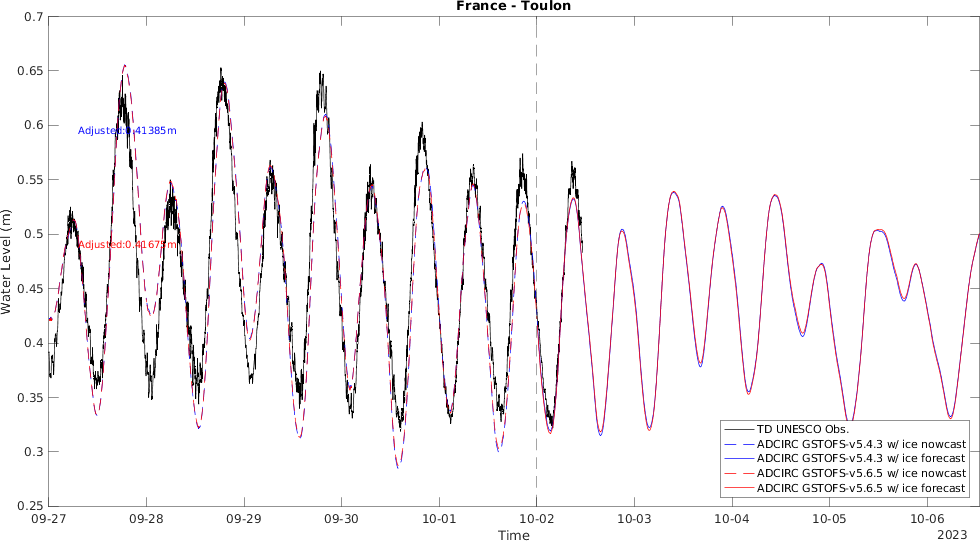 France - Toulon
0.7
0.65
0.6
0.55
0.5
0.45
0.4
0.35
0.3
0.25
Water Level (m)
Adjusted:0.41385m
Adjusted:0.41675m
TD UNESCO Obs.
ADCIRC GSTOFS-v5.4.3 w/ ice nowcast
ADCIRC GSTOFS-v5.4.3 w/ ice forecast
ADCIRC GSTOFS-v5.6.5 w/ ice nowcast
ADCIRC GSTOFS-v5.6.5 w/ ice forecast
09-27 09-28 09-29 09-30 10-01 10-02 10-03 10-04 10-05 10-06
Time
2023